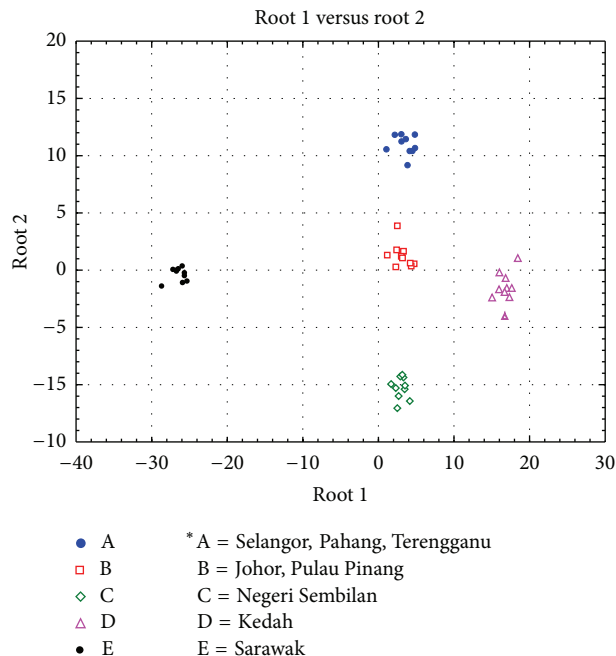 Root 1 versus root 2
20
15
10
5
0
−5
−15
−10
Root 2
−40 −30 −20 −10 0 10 20 30
Root 1
A *A = Selangor, Pahang, Terengganu
B B = Johor, Pulau Pinang
C C = Negeri Sembilan
D D = Kedah
E E = Sarawak